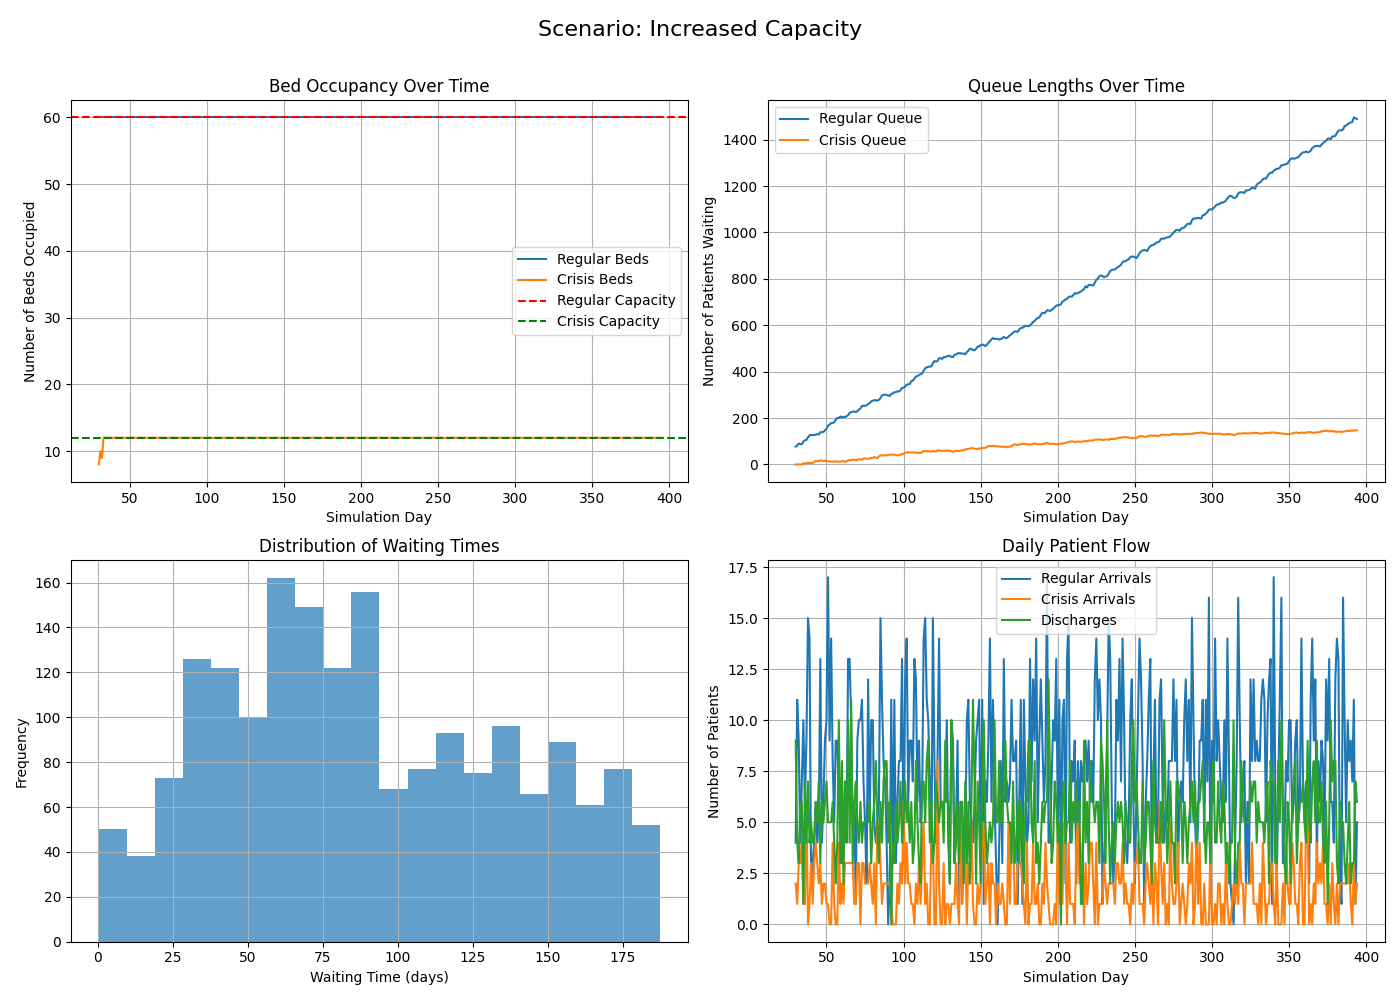 Scenario: Increased Capacity
Bed Occupancy Over Time
Number of Beds Occupied
60
50
40
30
20
10
Regular Beds
Crisis Beds
Regular Capacity
Crisis Capacity
50 100 150 200 250 300 350 400
Simulation Day
Queue Lengths Over Time
Number of Patients Waiting
1400
1200
1000
800
600
400
200
0
Regular Queue
Crisis Queue
50 100 150 200 250 300 350 400
Simulation Day
Distribution of Waiting Times
Frequency
160
140
120
100
80
60
40
20
0
0 25 50 75 100 125 150 175
Waiting Time (days)
Daily Patient Flow
Number of Patients
17.5
15.0
12.5
10.0
7.5
5.0
2.5
0.0
Regular Arrivals
Crisis Arrivals
Discharges
50 100 150 200 250 300 350 400
Simulation Day